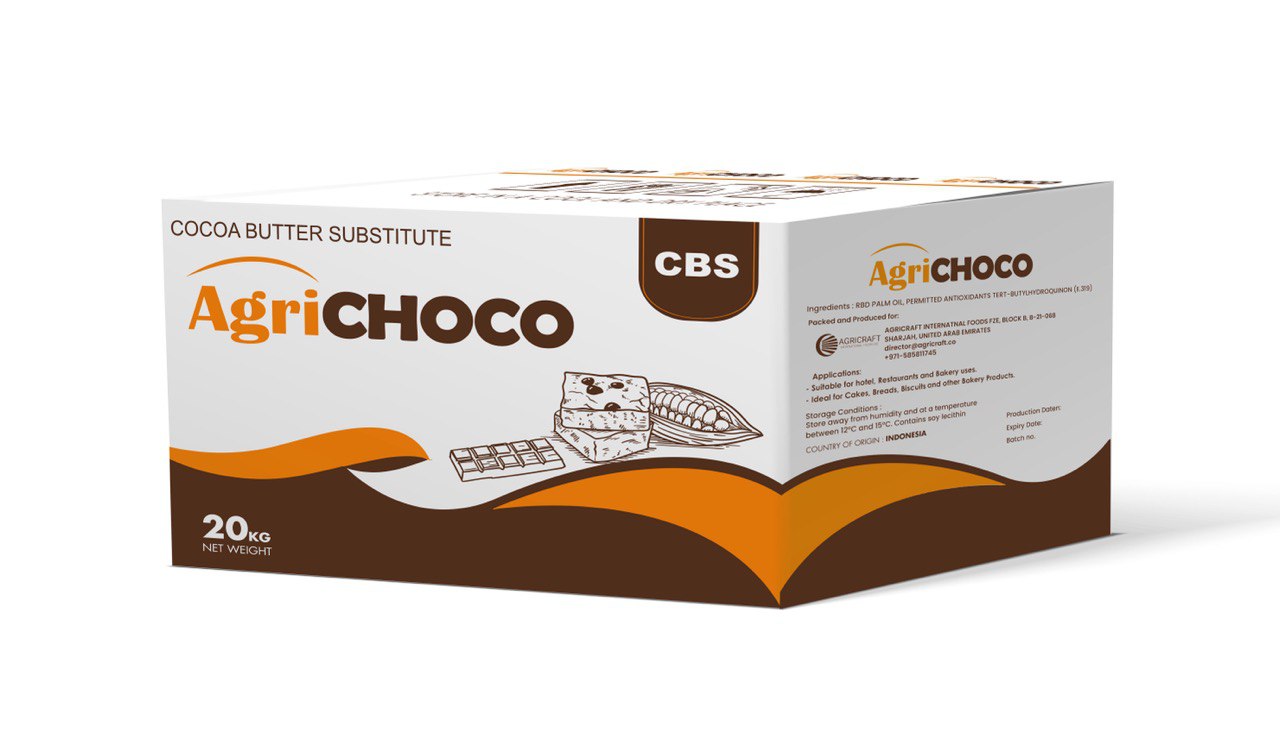 COCOA BUTTER SUBSTITUTE
AgriCHOCO
CBS
20KG
NET WEIGHT
AgriCHOCO
Ingredients : RBD PALM OIL, PERMITTED ANTIOXIDANTS TERT-BUTYLHYDROQUINON (E.319)
Packed and Produced for:
AGRICRAFT
AGRICRAFT INTERNATNAL FOODS FZE, BLOCK B, B-21-068
SHARJAH, UNITED ARAB EMIRATES
director@agricraft.co
+971-585811745
Applications:
- Suitable for hotel, Restaurants and Bakery uses.
- Ideal for Cakes, Breads, Biscuits and other Bakery Products.
Storage Conditions :
Store away from humidity and at a temperature
between 12°C and 15°C. Contains soy lecithin
COUNTRY OF ORIGIN : INDONESIA
Production Daten:
Expiry Date:
Batch no.